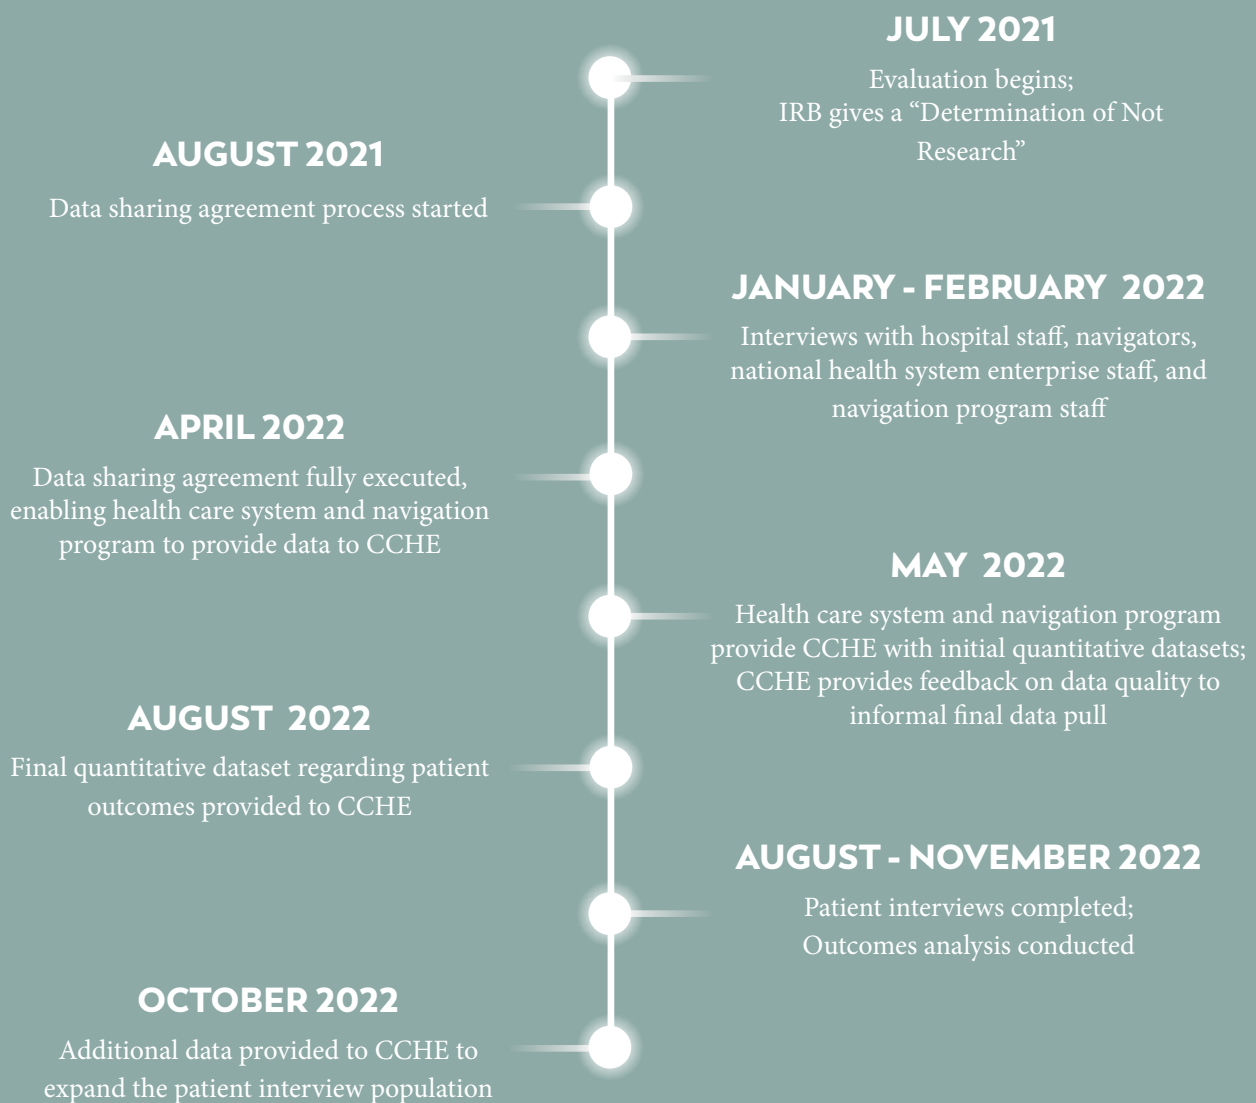 JULY 2021
Evaluation begins;
IRB gives a “Determination of Not
Research”
AUGUST 2021
Data sharing agreement process started
JANUARY - FEBRUARY 2022
Interviews with hospital staff, navigators,
national health system enterprise staff, and
navigation program staff
APRIL 2022
Data sharing agreement fully executed,
enabling health care system and navigation
program to provide data to CCHE
MAY 2022
Health care system and navigation program
provide CCHE with initial quantitative datasets;
CCHE provides feedback on data quality to
informal final data pull
AUGUST 2022
Final quantitative dataset regarding patient
outcomes provided to CCHE
AUGUST - NOVEMBER 2022
Patient interviews completed;
Outcomes analysis conducted
OCTOBER 2022
Additional data provided to CCHE to
expand the patient interview population